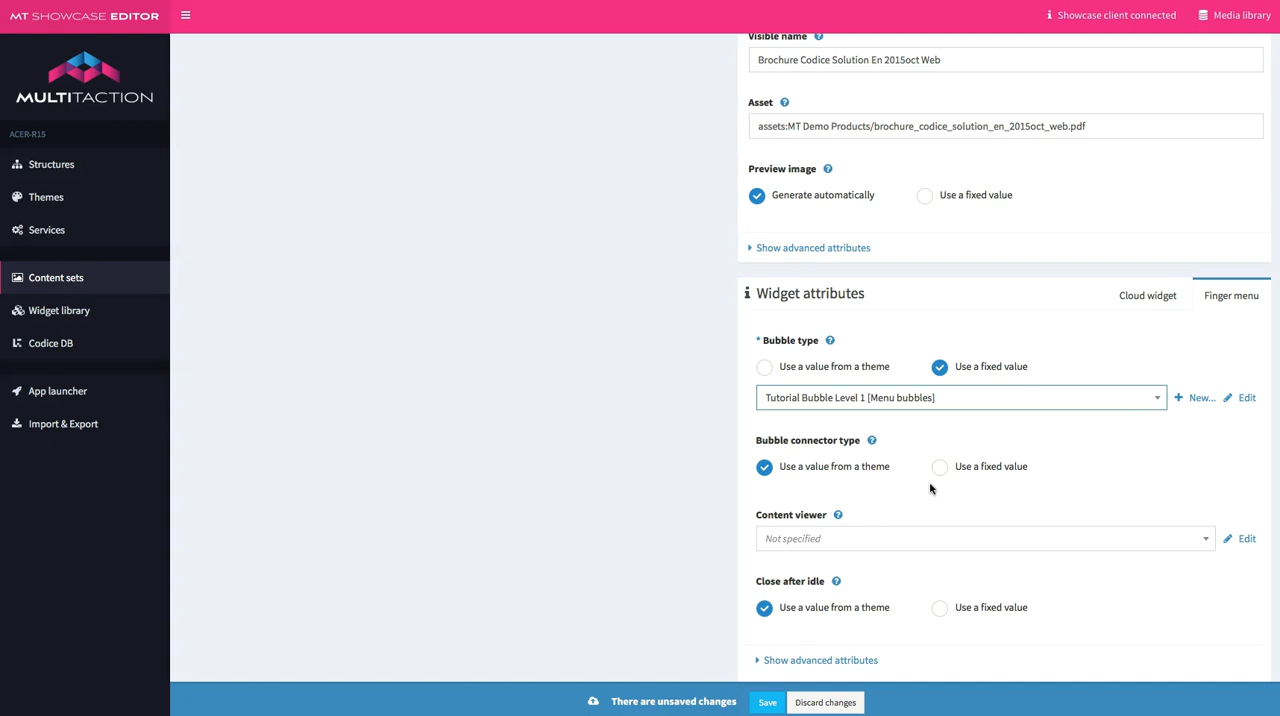 MT SHOWCASE EDITOR
Showcase client connected
Media library
MULTITACTION
ACER-R15
Structures
Themes
Services
Content sets
Widget library
Codice DB
App launcher
Import & Export
Visible name
Brochure Codice Solution En 2015oct Web
Asset
assets:MT Demo Products/brochure_codice_solution_en_2015oct_web.pdf
Preview image
Generate automatically
Use a fixed value
Show advanced attributes
Widget attributes
Cloud widget
Finger menu
* Bubble type
Use a value from a theme
Use a fixed value
Tutorial Bubble Level 1 [Menu bubbles]
New...
Edit
Bubble connector type
Use a value from a theme
Use a fixed value
Content viewer
Not specified
Edit
Close after idle
Use a value from a theme
Use a fixed value
Show advanced attributes
There are unsaved changes
Save
Discard changes